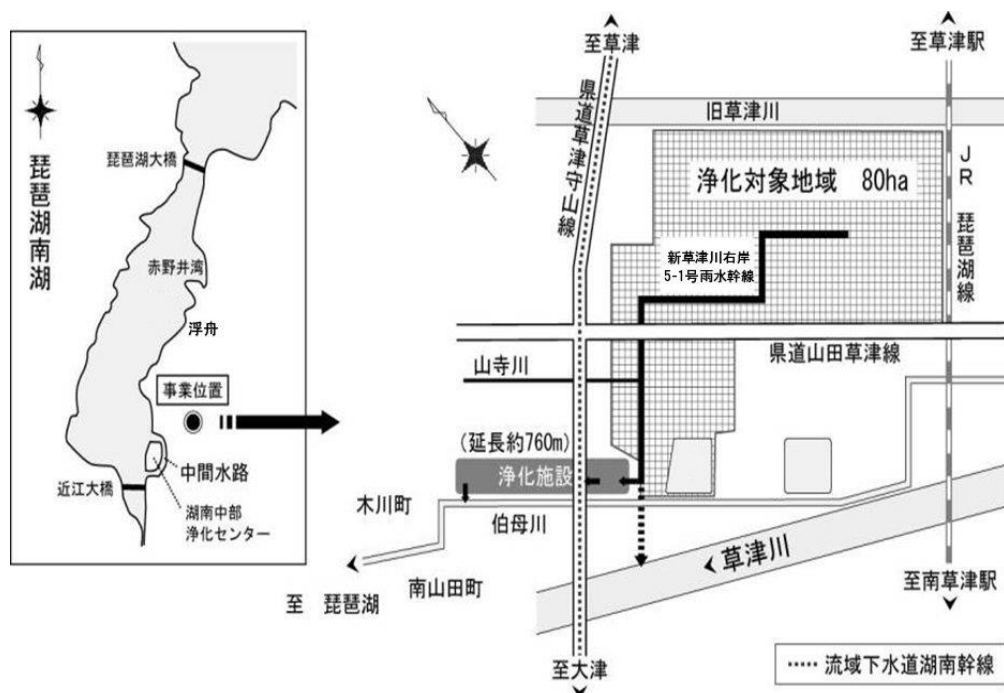 琵琶湖南湖
琵琶湖大橋
赤野井湾
浮舟
事業位置
中間水路
近江大橋
湖南中部
浄化センター
至草津
至草津駅
県道草津守山線
旧草津川
JR 琵琶湖線
浄化対象地域 80ha
新草津川右岸
5-1号雨水幹線
県道山田草津線
山寺川
(延長約760m)
浄化施設
木川町
伯母川
草津川
南山田町
至 琵琶湖
至南草津駅
至大津
流域下水道湖南幹線